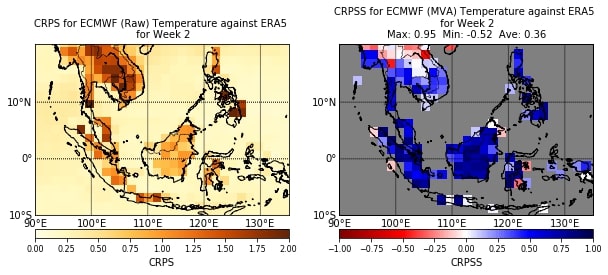 CRPS for ECMWF (Raw) Temperature against ERA5
for Week 2
10°N
0°
10°S
90°E 100°E 110°E 120°E 130°E
0.00 0.25 0.50 0.75 1.00 1.25 1.50 1.75 2.00
CRPS
CRPSS for ECMWF (MVA) Temperature against ERA5
for Week 2
Max: 0.95 Min: -0.52 Ave: 0.36
10°N
0°
10°S
90°E 100°E 110°E 120°E 130°E
−1.00 −0.75 −0.50 −0.25 0.00 0.25 0.50 0.75 1.00
CRPSS